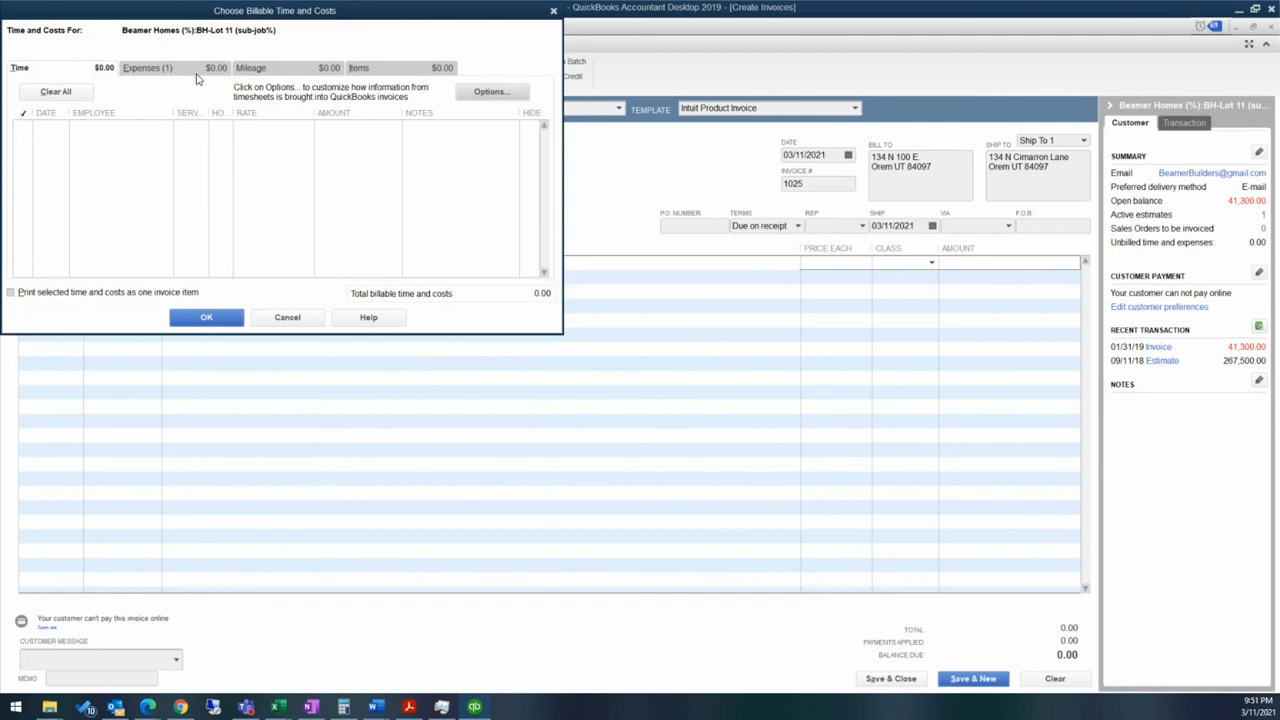 Choose Billable Time and Costs
- QuickBooks Accountant Desktop 2019 - [Create Invoices]
Time and Costs For: Beamer Homes (%):BH-Lot 11 (sub-job%)
Time $0.00 Expenses (1) $0.00 Mileage $0.00 Items $0.00
Clear All
Click on Options... to customize how information from
timesheets is brought into QuickBooks invoices
Options...
DATE EMPLOYEE SERV... HO... RATE AMOUNT NOTES HIDE
Print selected time and costs as one invoice item
Total billable time and costs 0.00
OK Cancel Help
Batch
Credit
TEMPLATE Intuit Product Invoice
DATE
03/11/2021
INVOICE #
1025
BILL TO
134 N 100 E.
Orem UT 84097
SHIP TO Ship To 1
134 N Cimarron Lane
Orem UT 84097
P.O. NUMBER TERMS REP SHIP VIA F.O.B.
Due on receipt 03/11/2021
PRICE EACH CLASS AMOUNT
Your customer can't pay this invoice online
Turn on
CUSTOMER MESSAGE
MEMO
TOTAL 0.00
PAYMENTS APPLIED 0.00
BALANCE DUE 0.00
Save & Close Save & New Clear
Beamer Homes (%):BH-Lot 11 (su...
Customer Transaction
SUMMARY
Email BeamerBuilders@gmail.com
Preferred delivery method E-mail
Open balance 41,300.00
Active estimates 1
Sales Orders to be invoiced 0
Unbilled time and expenses: 0.00
CUSTOMER PAYMENT
Your customer can not pay online
Edit customer preferences
RECENT TRANSACTION
01/31/19 Invoice 41,300.00
09/11/18 Estimate 267,500.00
NOTES
9:51 PM
3/11/2021